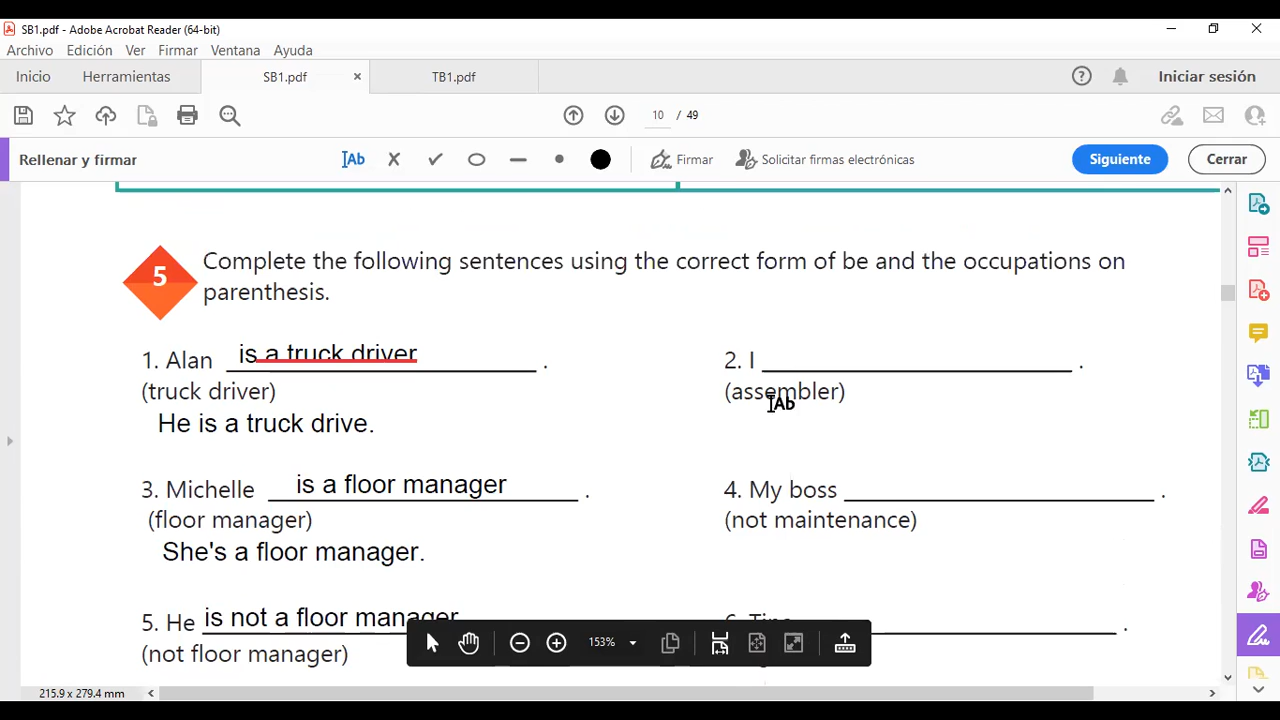 SB1.pdf - Adobe Acrobat Reader (64-bit)
Archivo Edición Ver Firmar Ventana Ayuda
Inicio Herramientas SB1.pdf × TB1.pdf Iniciar sesión
10 / 49
Rellenar y firmar Ab Firmar Solicitar firmas electrónicas Siguiente Cerrar
5 Complete the following sentences using the correct form of be and the occupations on
parenthesis.
1. Alan is a truck driver .
(truck driver)
He is a truck drive.
2. I .
(assembler)
Ab
3. Michelle is a floor manager .
(floor manager)
She's a floor manager.
4. My boss .
(not maintenance)
5. He is not a floor manager
(not floor manager)
6. Tina .
153%
215.9 x 279.4 mm